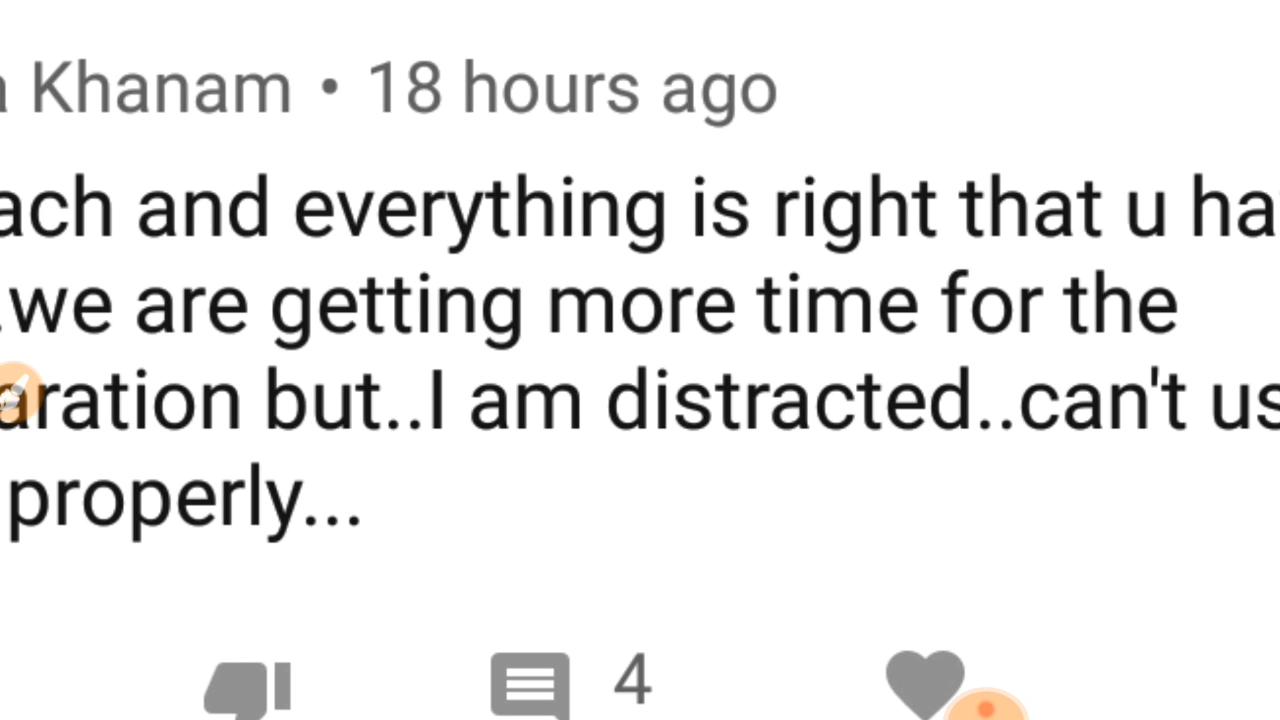 a Khanam • 18 hours ago
ach and everything is right that u ha
.we are getting more time for the
aration but..I am distracted..can't us
properly...
4